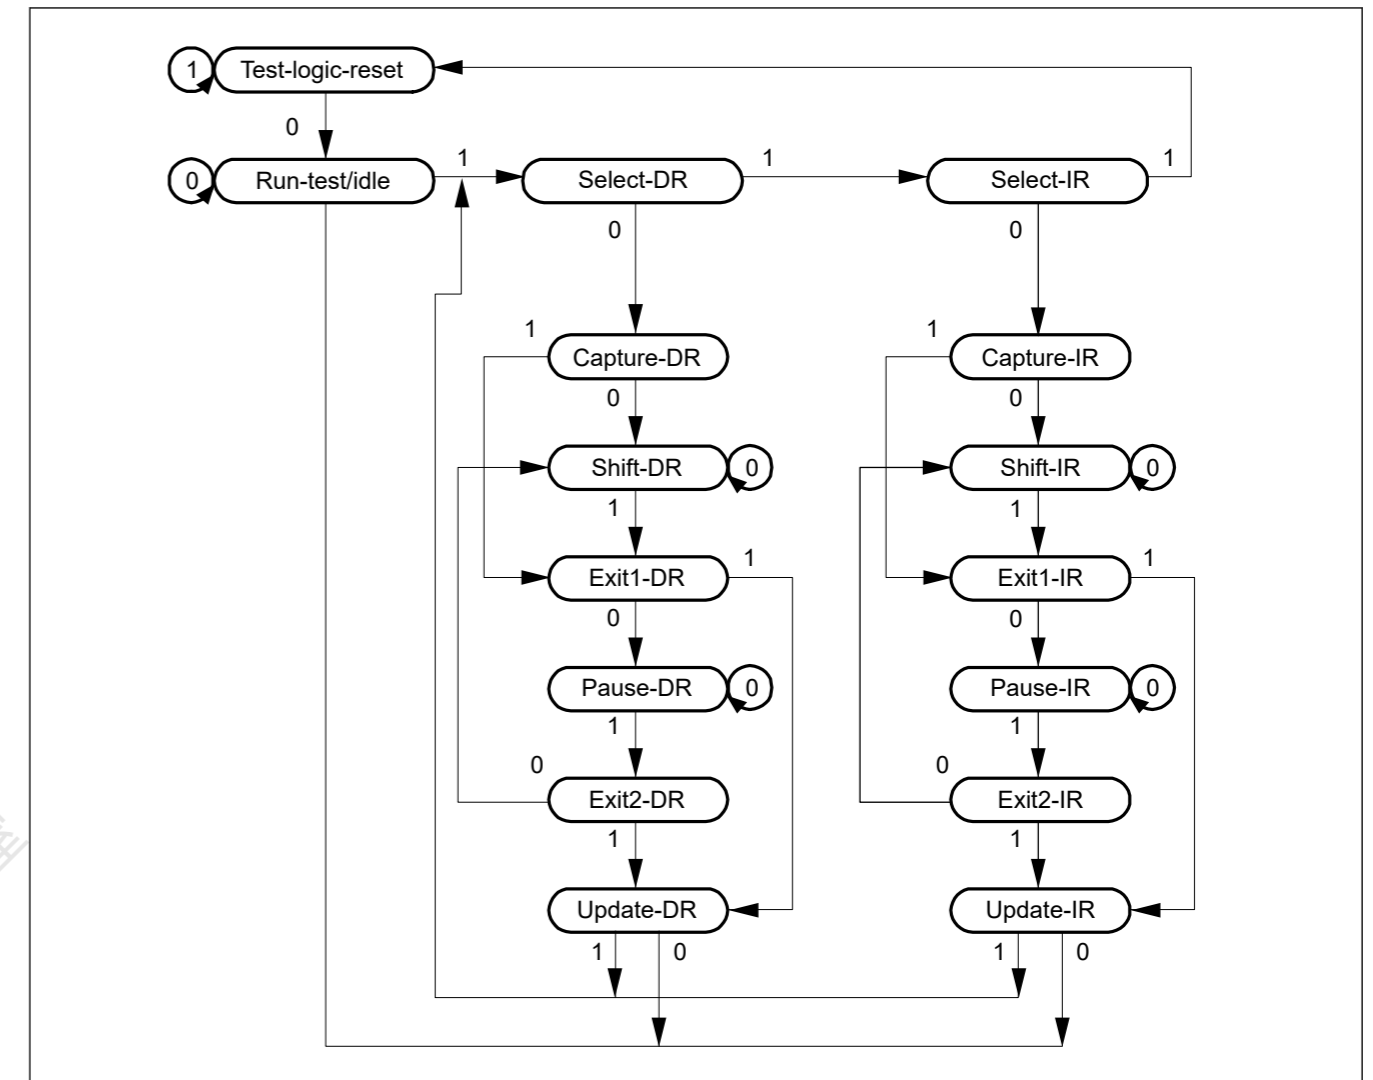 1 Test-logic-reset
0
0 Run-test/idle 1 Select-DR 1 Select-IR 1
0 0
1 1
Capture-DR Capture-IR
0 0
Shift-DR 0 Shift-IR 0
1 1
Exit1-DR 1 Exit1-IR 1
0 0
Pause-DR 0 Pause-IR 0
1 1
0 0
Exit2-DR Exit2-IR
1 1
Update-DR Update-IR
1 0 1 0